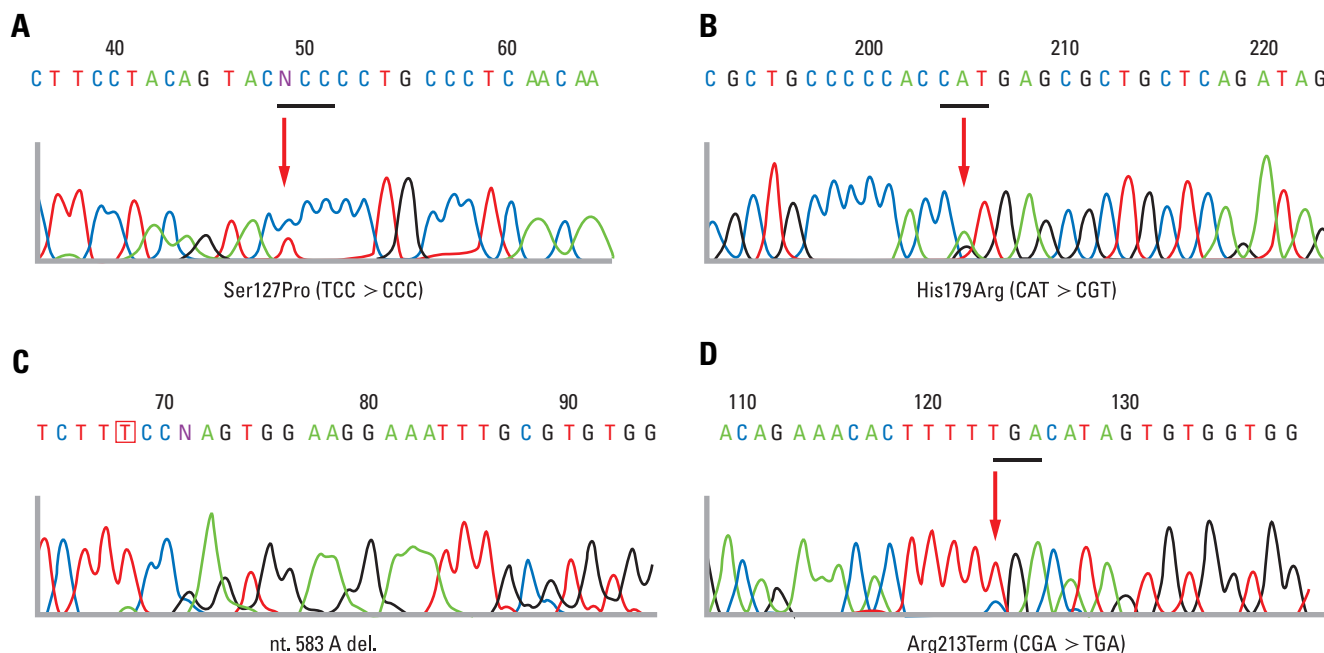 A
40 50 60
C T T C C T A C A G T A C N C C C C T G C C C T C A A C A A
Ser127Pro (TCC > CCC)
B
200 210 220
C G C T G C C C C C A C C A T G A G C G C T G C T C A G A T A G
His179Arg (CAT > CGT)
C
70 80 90
T C T T T C C N A G T G G A A G G A A A T T T G C G T G T G G
nt. 583 A del.
D
110 120 130
A C A G A A A C A C T T T T T G A C A T A G T G T G G T G G
Arg213Term (CGA > TGA)